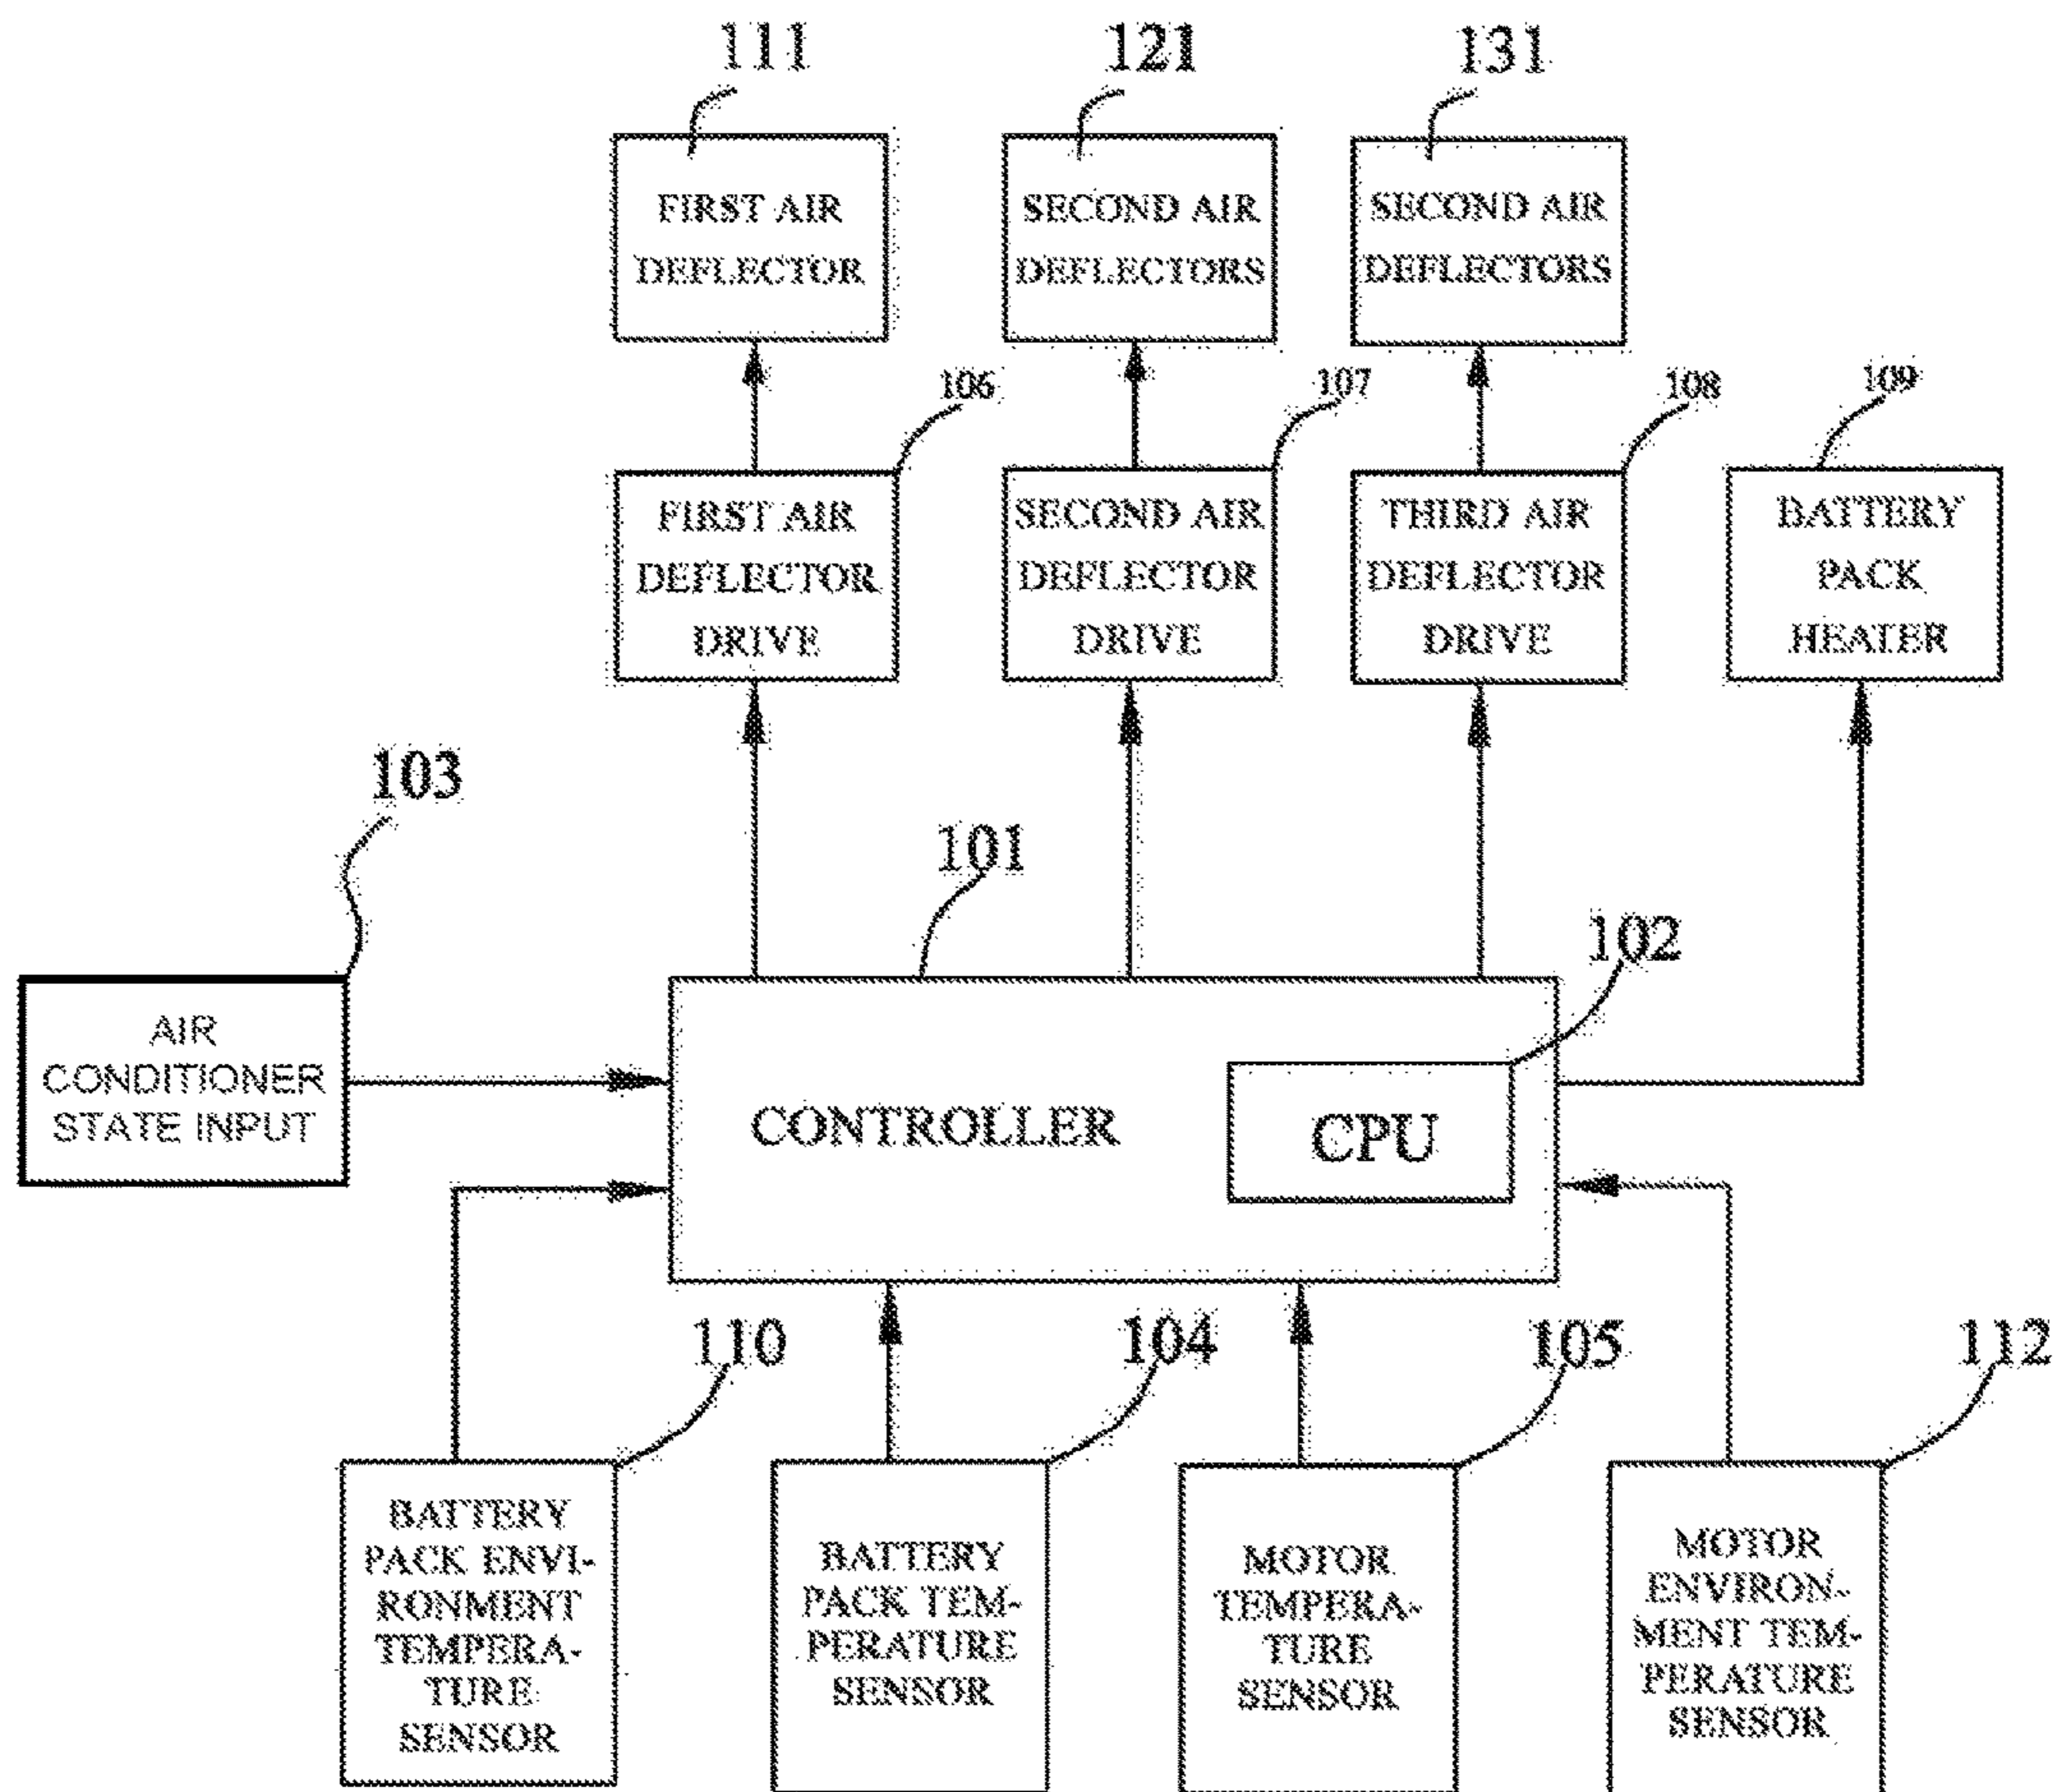 111
121
131
FIRST AIR
DEFLECTOR
SECOND AIR
DEFLECTORS
SECOND AIR
DEFLECTORS
106
107
108
109
FIRST AIR
DEFLECTOR
DRIVE
SECOND AIR
DEFLECTOR
DRIVE
THIRD AIR
DEFLECTOR
DRIVE
BATTERY
PACK
HEATER
103
101
102
AIR
CONDITIONER
STATE INPUT
CONTROLLER
CPU
110
104
105
112
BATTERY
PACK ENVI-
RONMENT
TEMPERA-
TURE
SENSOR
BATTERY
PACK TEM-
PERATURE
SENSOR
MOTOR
TEMPERA-
TURE
SENSOR
MOTOR
ENVIRON-
MENT TEM-
PERATURE
SENSOR